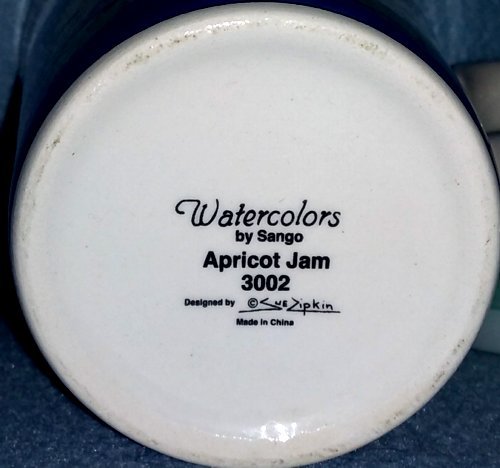 Watercolors
by Sango
Apricot Jam
3002
Designed by © Sue Zipkin
Made in China